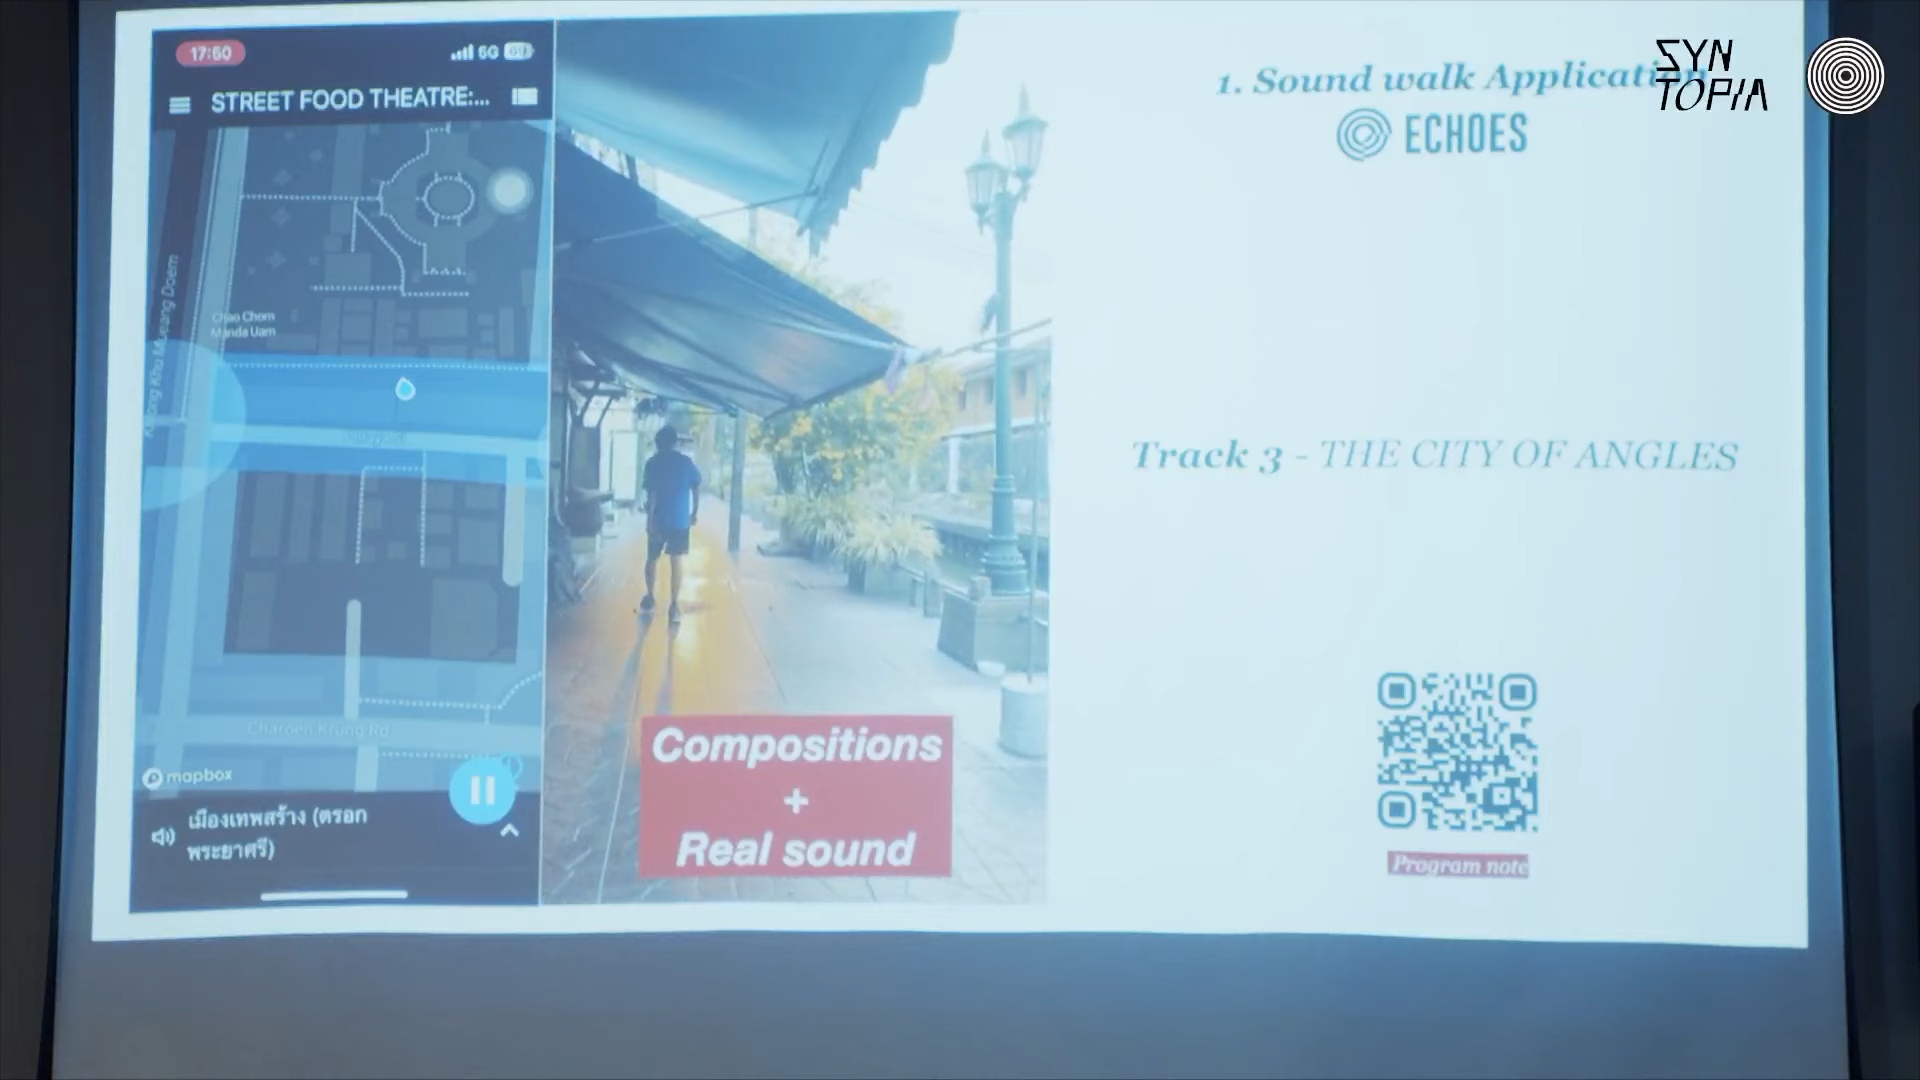 17:50
5G
STREET FOOD THEATRE:...
Chao Chom
Manda Uam
Khlong Khu Mueang Doem
Charoen Krung Rd
mapbox
เมืองเทพสร้าง (ตรอก
พระยาศรี)
Compositions
+
Real sound
1. Sound walk Application
ECHOES
Track 3 - THE CITY OF ANGLES
Program note
SYN
TOPIA